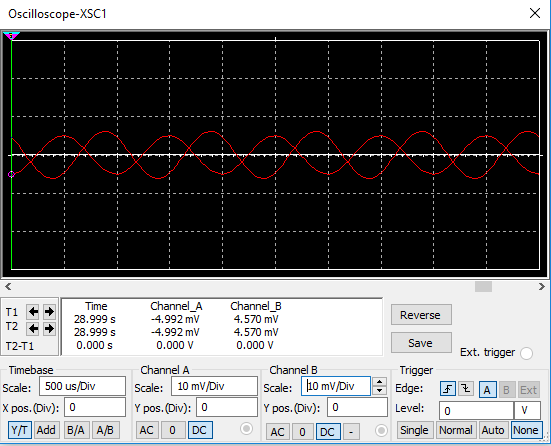 Oscilloscope-XSC1
T1
T2
T2-T1
Time Channel_A Channel_B
28.999 s -4.992 mV 4.570 mV
28.999 s -4.992 mV 4.570 mV
0.000 s 0.000 V 0.000 V
Reverse
Save
Ext. trigger
Timebase
Scale: 500 us/Div
X pos.(Div): 0
Y/T Add B/A A/B
Channel A
Scale: 10 mV/Div
Y pos.(Div): 0
AC 0 DC
Channel B
Scale: 10 mV/Div
Y pos.(Div): 0
AC 0 DC -
Trigger
Edge: A B Ext
Level: 0 V
Single Normal Auto None